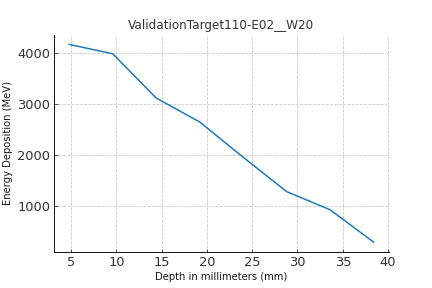 ValidationTarget110-E02__W20
Energy Deposition (MeV)
4000
3000
2000
1000
5 10 15 20 25 30 35 40
Depth in millimeters (mm)